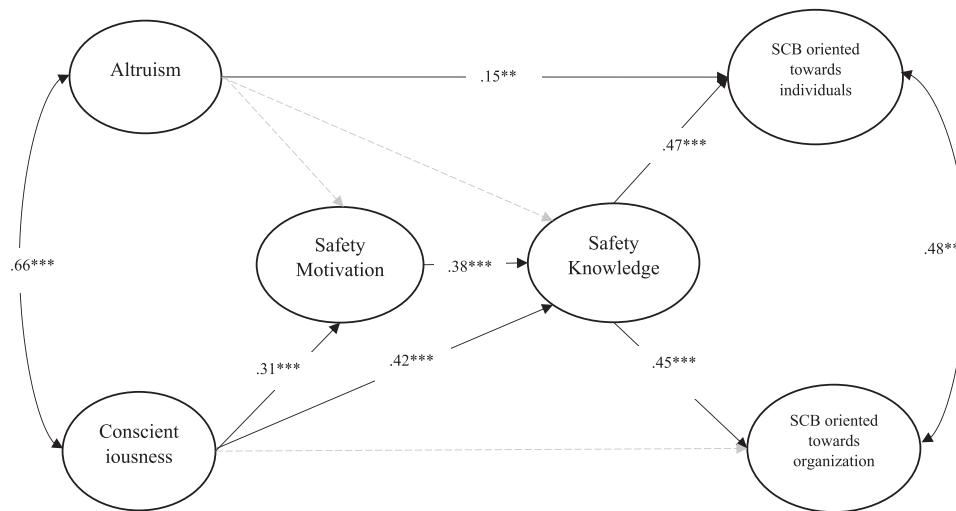 Altruism
.15**
SCB oriented
towards
individuals
.47***
Safety
Motivation
.38***
Safety
Knowledge
.66***
.48**
.31***
.42***
.45***
Conscient
iousness
SCB oriented
towards
organization